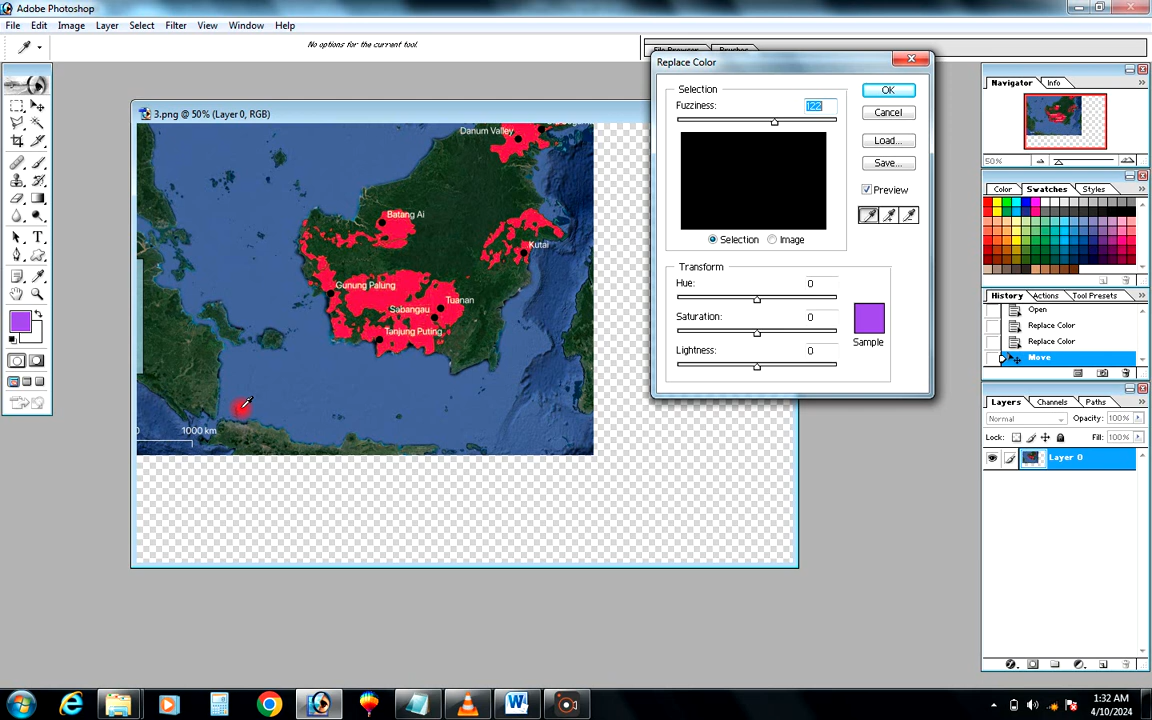 Adobe Photoshop
File Edit Image Layer Select Filter View Window Help
No options for the current tool.
File Browser Brushes
3.png @ 50% (Layer 0, RGB)
Danum Valley
Batang Ai
Kutai
Gunung Palung
Tuanan
Sabangau
Tanjung Puting
0 1000 km
Replace Color
Selection
Fuzziness: 122
OK
Cancel
Load...
Save...
Preview
Selection Image
Transform
Hue: 0
Saturation: 0
Lightness: 0
Sample
Navigator Info
50%
Color Swatches Styles
History Actions Tool Presets
Open
Replace Color
Replace Color
Move
Layers Channels Paths
Normal Opacity: 100%
Lock: Fill: 100%
Layer 0
1:32 AM
4/10/2024